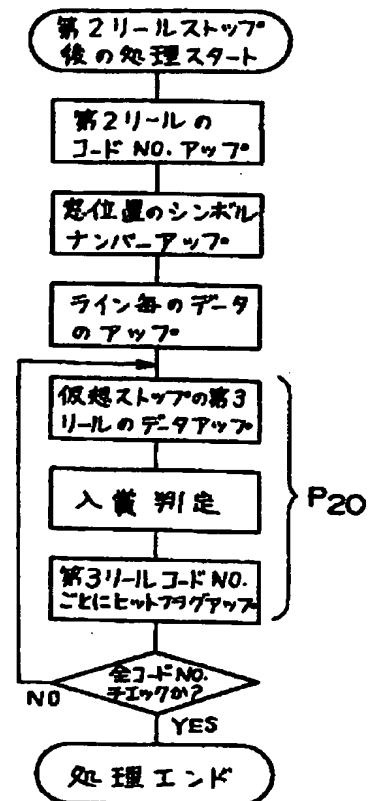 第2リールストップ
後の処理スタート
第2リールの
コードNO.アップ
窓位置のシンボル
ナンバーアップ
ライン毎のデータ
のアップ
仮想ストップの第3
リールのデータアップ
入賞判定
P20
第3リールコードNO.
ごとにヒットフラグアップ
全コードNO.
チェックか?
NO
YES
処理エンド